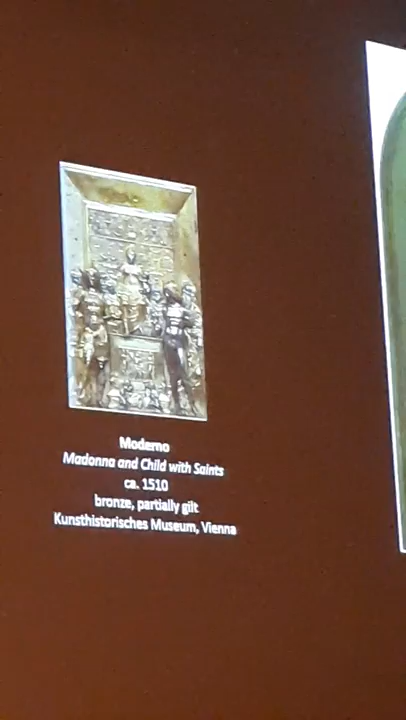 Moderno
Madonna and Child with Saints
ca. 1510
bronze, partially gilt
Kunsthistorisches Museum, Vienna